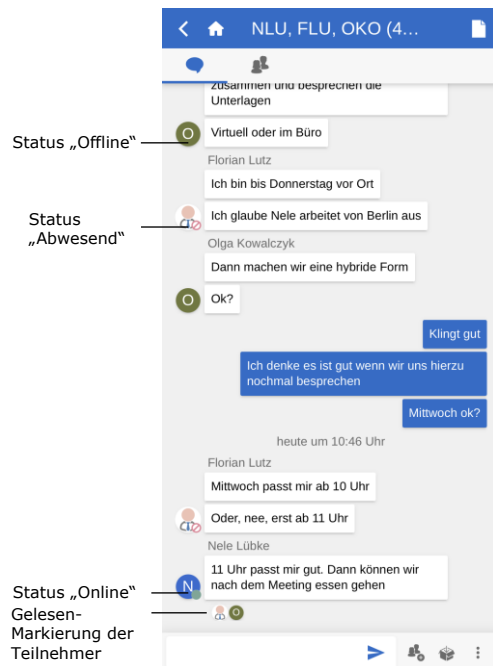 NLU, FLU, OKO (4...
zusammen und besprechen die
Unterlagen
Status „Offline“
O
Virtuell oder im Büro
Florian Lutz
Ich bin bis Donnerstag vor Ort
Status
„Abwesend“
Ich glaube Nele arbeitet von Berlin aus
Olga Kowalczyk
Dann machen wir eine hybride Form
O
Ok?
Klingt gut
Ich denke es ist gut wenn wir uns hierzu
nochmal besprechen
Mittwoch ok?
heute um 10:46 Uhr
Florian Lutz
Mittwoch passt mir ab 10 Uhr
Oder, nee, erst ab 11 Uhr
Nele Lübke
11 Uhr passt mir gut. Dann können wir
nach dem Meeting essen gehen
Status „Online“
N
Gelesen-
Markierung der
Teilnehmer
O